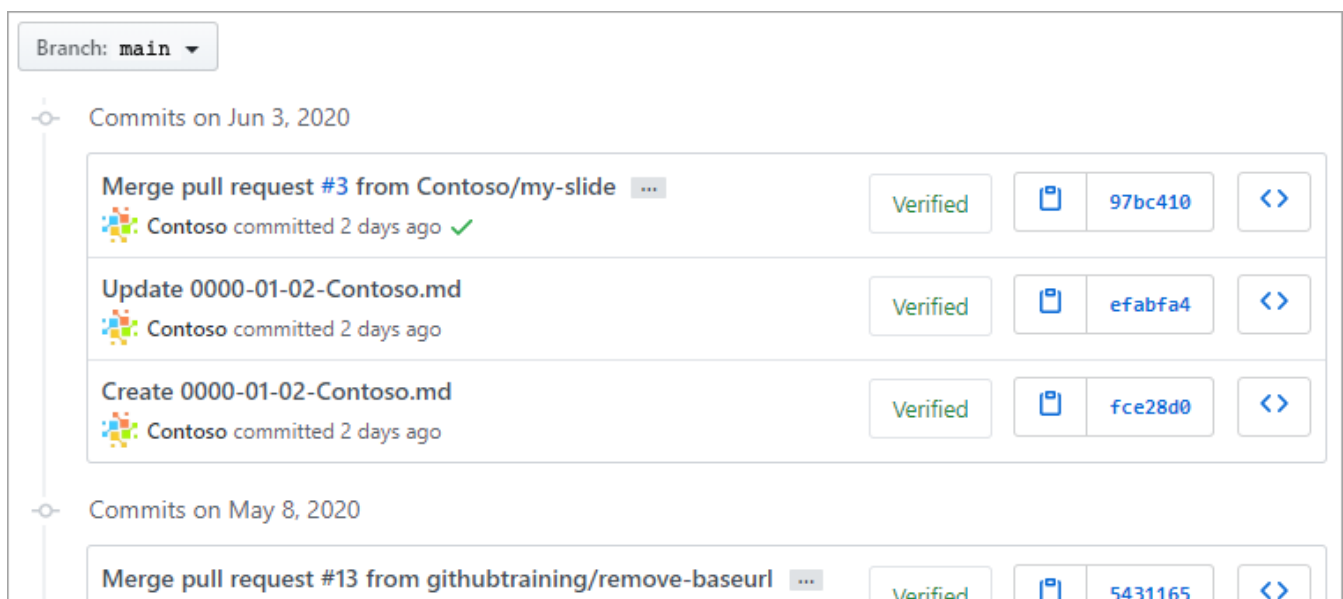 Branch: main
Commits on Jun 3, 2020
Merge pull request #3 from Contoso/my-slide ...
Verified 97bc410 <>
Contoso committed 2 days ago
Update 0000-01-02-Contoso.md
Verified efabfa4 <>
Contoso committed 2 days ago
Create 0000-01-02-Contoso.md
Verified fce28d0 <>
Contoso committed 2 days ago
Commits on May 8, 2020
Merge pull request #13 from githubtraining/remove-baseurl ...
Verified 5431165 <>